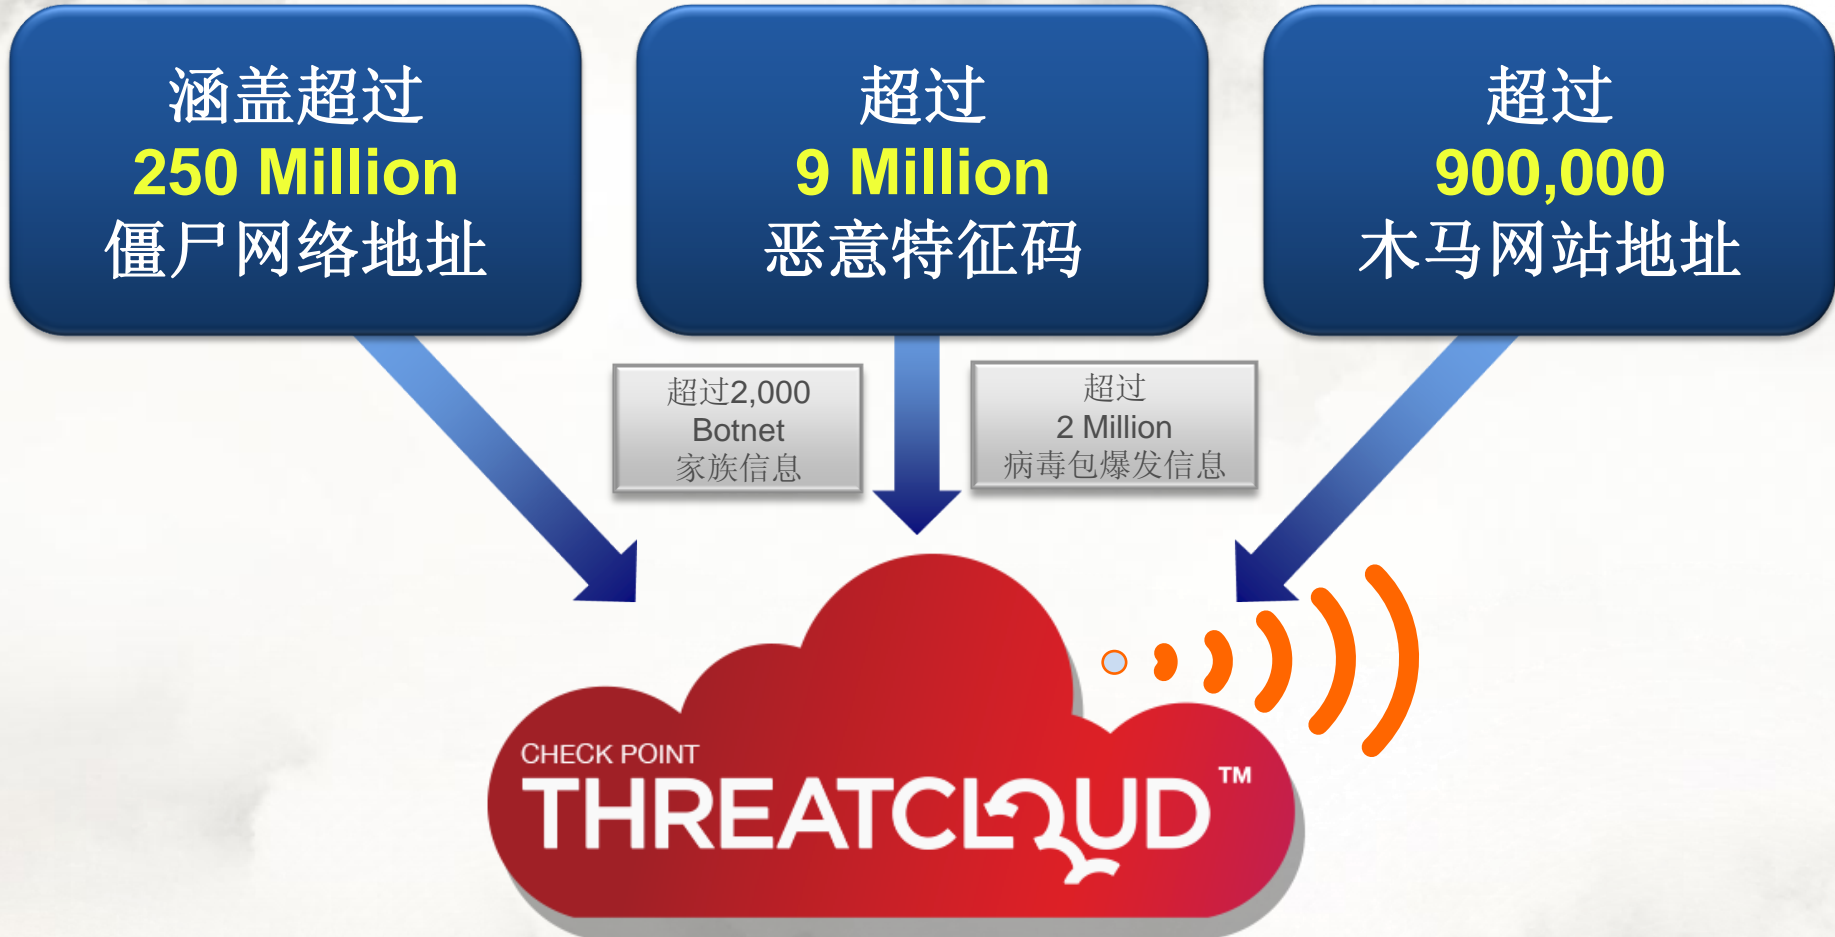 涵盖超过
250 Million
僵尸网络地址
超过
9 Million
恶意特征码
超过
900,000
木马网站地址
超过2,000
Botnet
家族信息
超过
2 Million
病毒包爆发信息
CHECK POINT
THREATCLOUD™